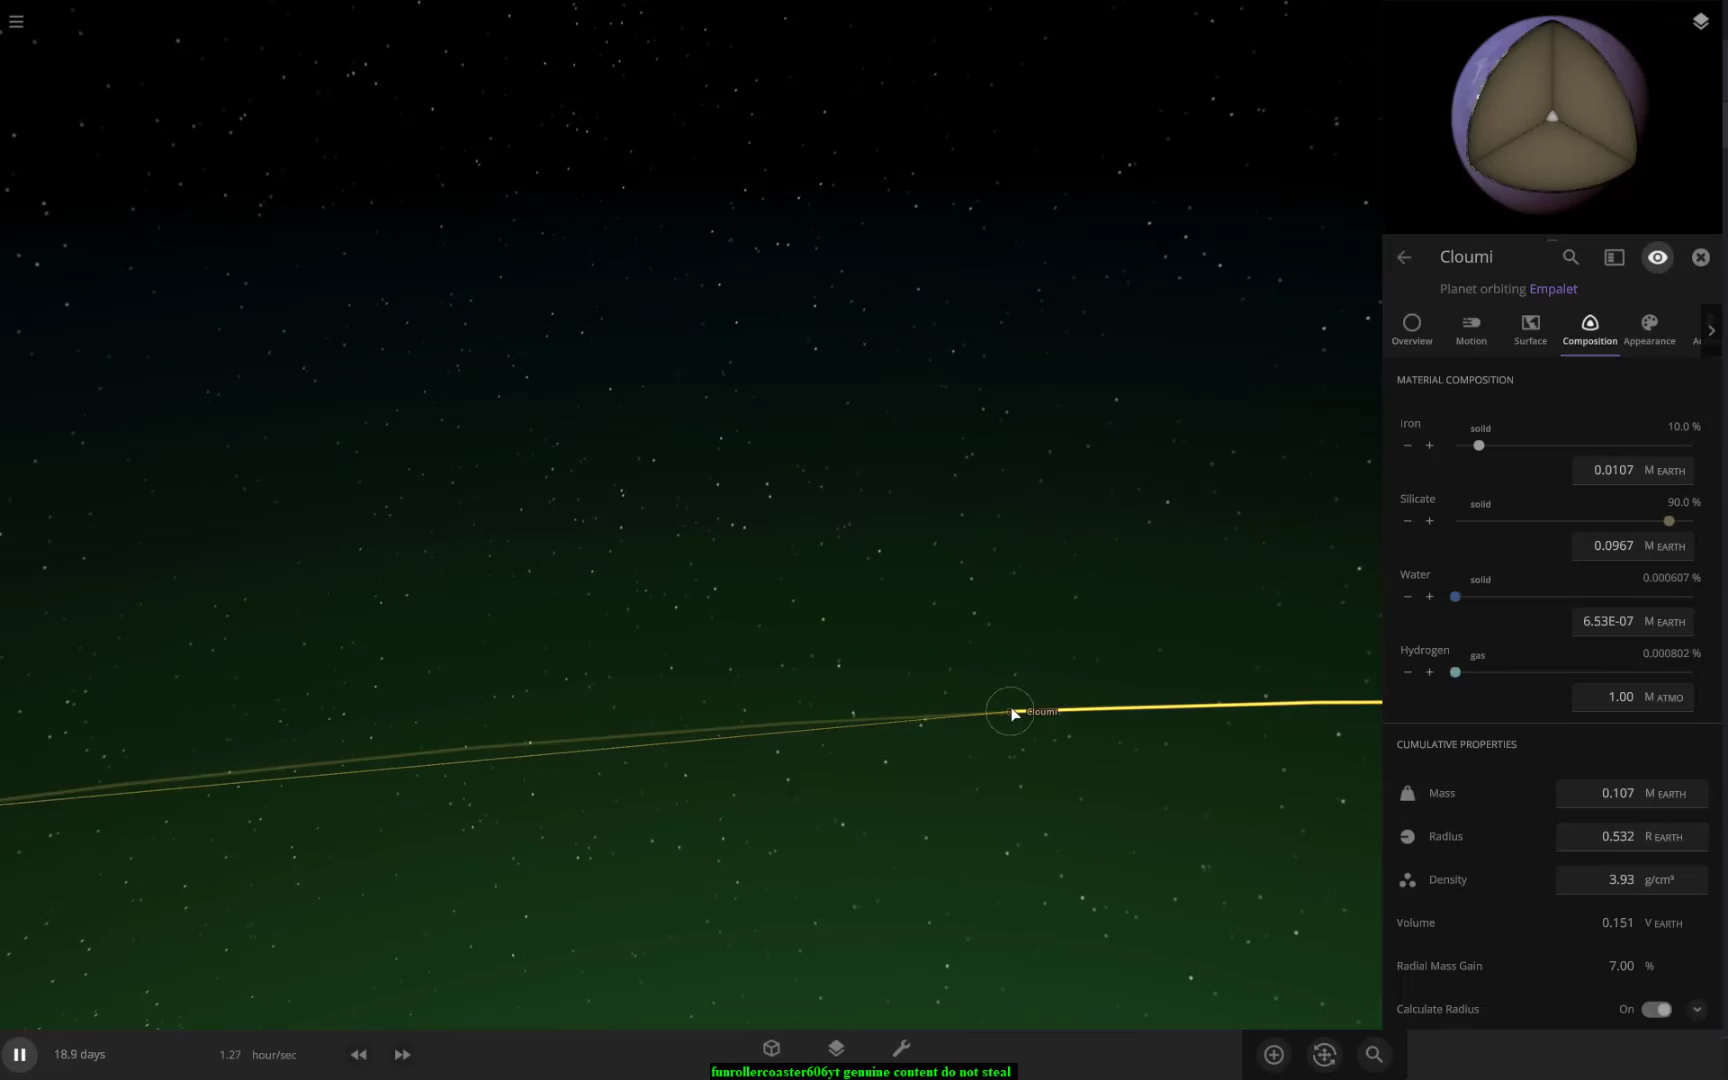 Cloumi
Planet orbiting Empalet
Overview
Motion
Surface
Composition
Appearance
MATERIAL COMPOSITION
Iron
solid
10.0 %
− +
0.0107 M EARTH
Silicate
solid
90.0 %
− +
0.0967 M EARTH
Water
solid
0.000607 %
− +
6.53E-07 M EARTH
Hydrogen
gas
0.000802 %
− +
1.00 M ATMO
Cloumi
CUMULATIVE PROPERTIES
Mass 0.107 M EARTH
Radius 0.532 R EARTH
Density 3.93 g/cm³
Volume 0.151 V EARTH
Radial Mass Gain 7.00 %
Calculate Radius On
18.9 days
1.27 hour/sec
funrollercoaster606yt genuine content do not steal